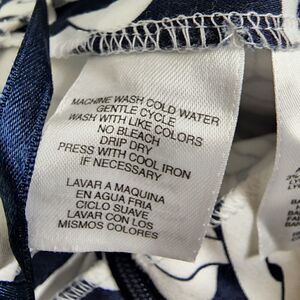 MACHINE WASH COLD WATER
GENTLE CYCLE
WASH WITH LIKE COLORS
NO BLEACH
DRIP DRY
PRESS WITH COOL IRON
IF NECESSARY
LAVAR A MAQUINA
EN AGUA FRIA
CICLO SUAVE
LAVAR CON LOS
MISMOS COLORES